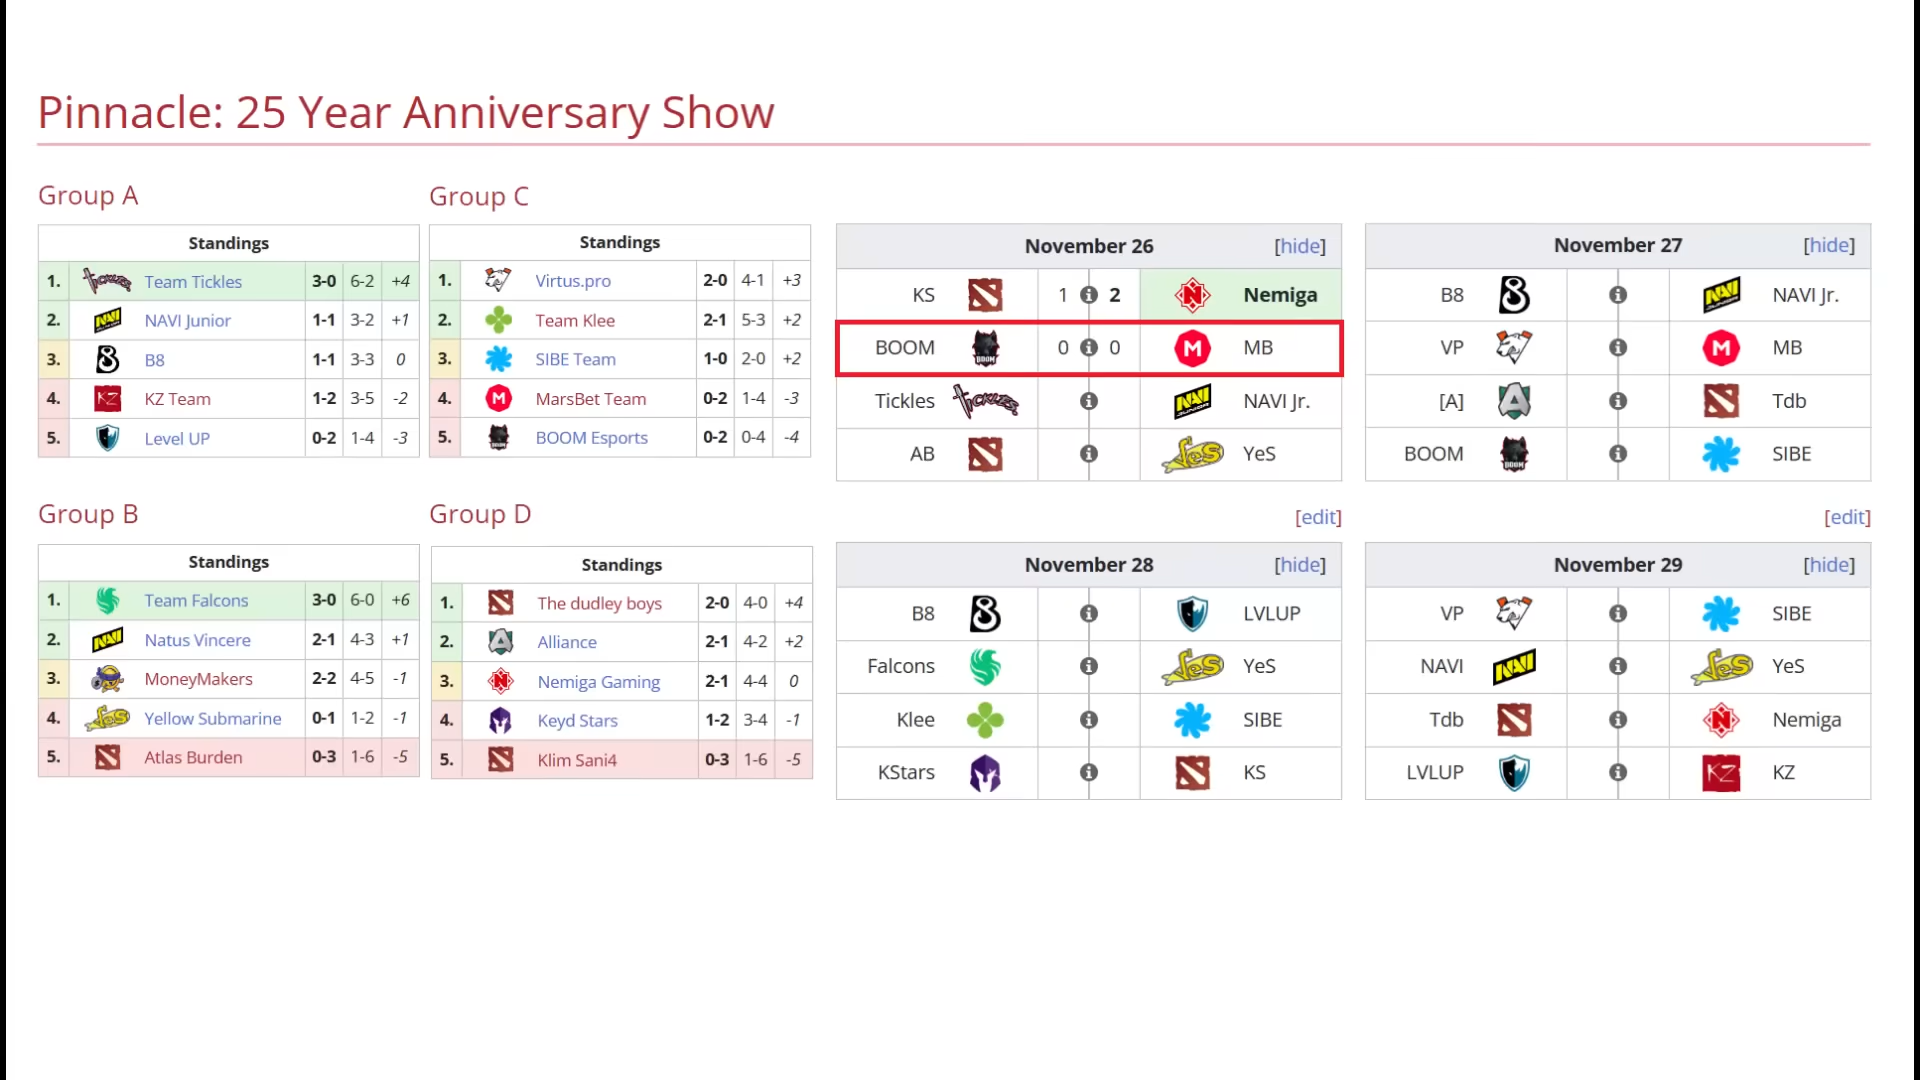 Pinnacle: 25 Year Anniversary Show
Group A
Standings
1. Team Tickles 3-0 6-2 +4
2. NAVI Junior 1-1 3-2 +1
3. B8 1-1 3-3 0
4. KZ Team 1-2 3-5 -2
5. Level UP 0-2 1-4 -3
Group C
Standings
1. Virtus.pro 2-0 4-1 +3
2. Team Klee 2-1 5-3 +2
3. SIBE Team 1-0 2-0 +2
4. MarsBet Team 0-2 1-4 -3
5. BOOM Esports 0-2 0-4 -4
November 26 [hide]
KS 1 2 Nemiga
BOOM 0 0 MB
Tickles NAVI Jr.
AB YeS
[edit]
November 27 [hide]
B8 NAVI Jr.
VP MB
[A] Tdb
BOOM SIBE
[edit]
Group B
Standings
1. Team Falcons 3-0 6-0 +6
2. Natus Vincere 2-1 4-3 +1
3. MoneyMakers 2-2 4-5 -1
4. Yellow Submarine 0-1 1-2 -1
5. Atlas Burden 0-3 1-6 -5
Group D
Standings
1. The dudley boys 2-0 4-0 +4
2. Alliance 2-1 4-2 +2
3. Nemiga Gaming 2-1 4-4 0
4. Keyd Stars 1-2 3-4 -1
5. Klim Sani4 0-3 1-6 -5
November 28 [hide]
B8 LVLUP
Falcons YeS
Klee SIBE
KStars KS
November 29 [hide]
VP SIBE
NAVI YeS
Tdb Nemiga
LVLUP KZ